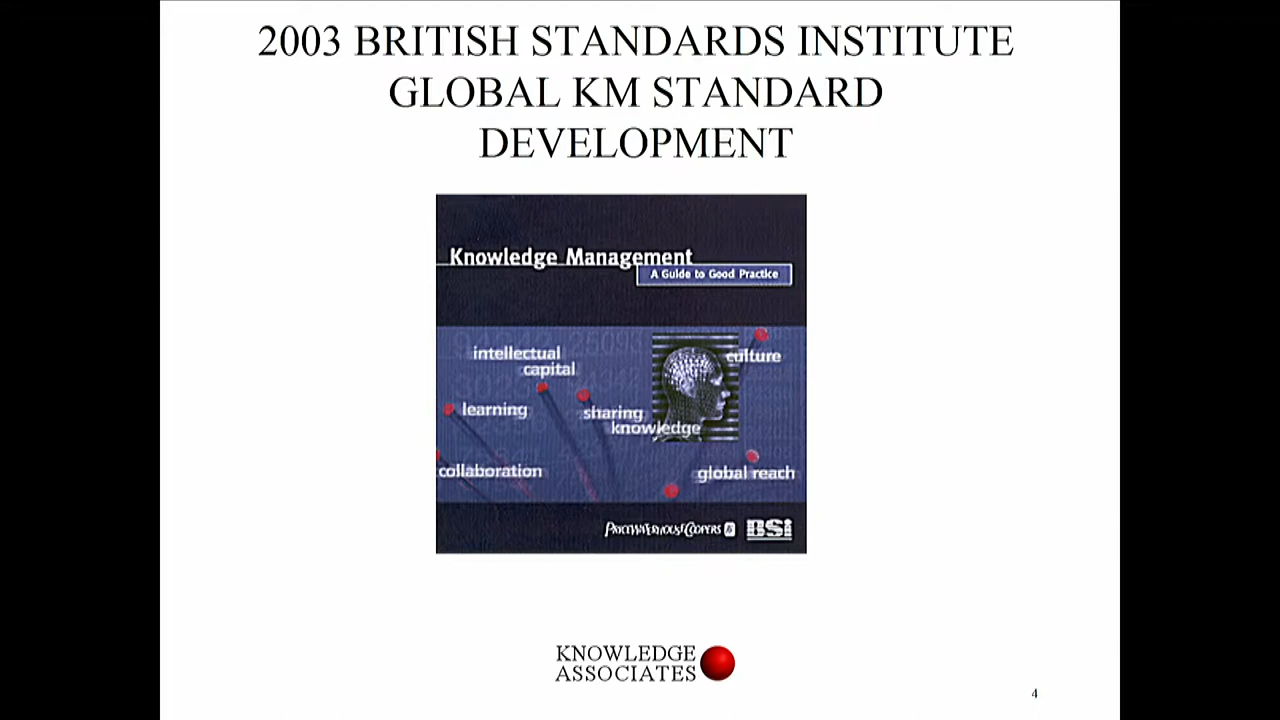 2003 BRITISH STANDARDS INSTITUTE
GLOBAL KM STANDARD
DEVELOPMENT
Knowledge Management
A Guide to Good Practice
intellectual
capital
culture
learning
sharing
knowledge
collaboration
global reach
PRICEWATERHOUSECOOPERS
BSi
KNOWLEDGE
ASSOCIATES
4